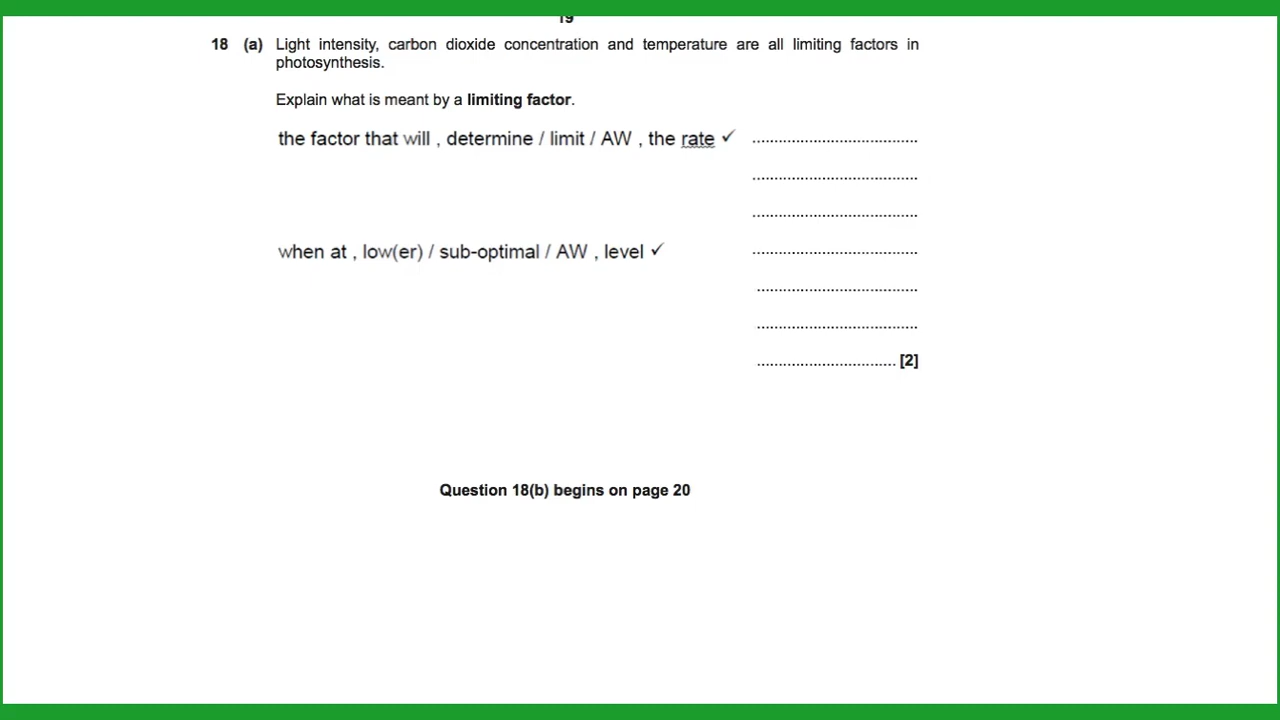 19
18 (a) Light intensity, carbon dioxide concentration and temperature are all limiting factors in
photosynthesis.
Explain what is meant by a limiting factor.
the factor that will , determine / limit / AW , the rate ✓ ......................................
......................................
......................................
when at , low(er) / sub-optimal / AW , level ✓ ......................................
.....................................
.....................................
................................ [2]
Question 18(b) begins on page 20